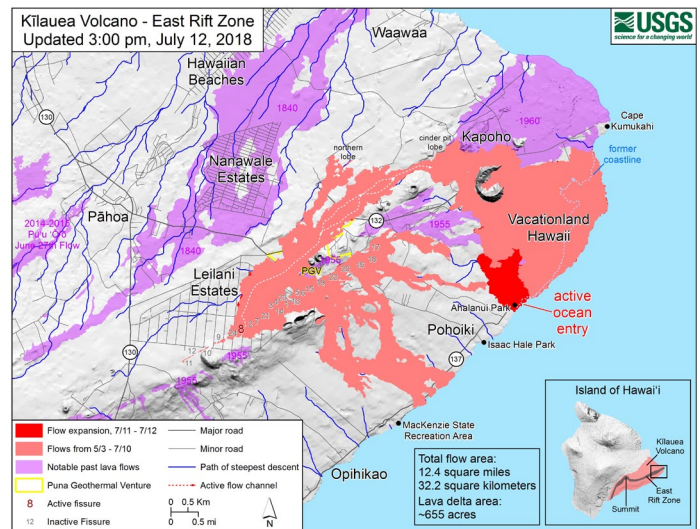 Kīlauea Volcano - East Rift Zone
Updated 3:00 pm, July 12, 2018
USGS
science for a changing world
Waawaa
Hawaiian
Beaches
130
1840
1960
Cape
Kumukahi
Kapoho
cinder pit
lobe
northern
lobe
former
coastline
Nanawale
Estates
2014-2015
Pu‘u ‘Ō‘ō
June 27th Flow
Pāhoa
132
1955
Vacationland
Hawaii
1840
Leilani
Estates
1955
PGV
8
Ahalanui Park
active
ocean
entry
Pohoiki
Isaac Hale Park
130
137
1955
1955
MacKenzie State
Recreation Area
Opihikao
Flow expansion, 7/11 - 7/12
Flows from 5/3 - 7/10
Notable past lava flows
Puna Geothermal Venture
8 Active fissure
12 Inactive Fissure
Major road
Minor road
Path of steepest descent
Active flow channel
0 0.5 Km
0 0.5 mi
N
Total flow area:
12.4 square miles
32.2 square kilometers
Lava delta area:
~655 acres
Island of Hawai‘i
Kīlauea
Volcano
Summit
East
Rift Zone